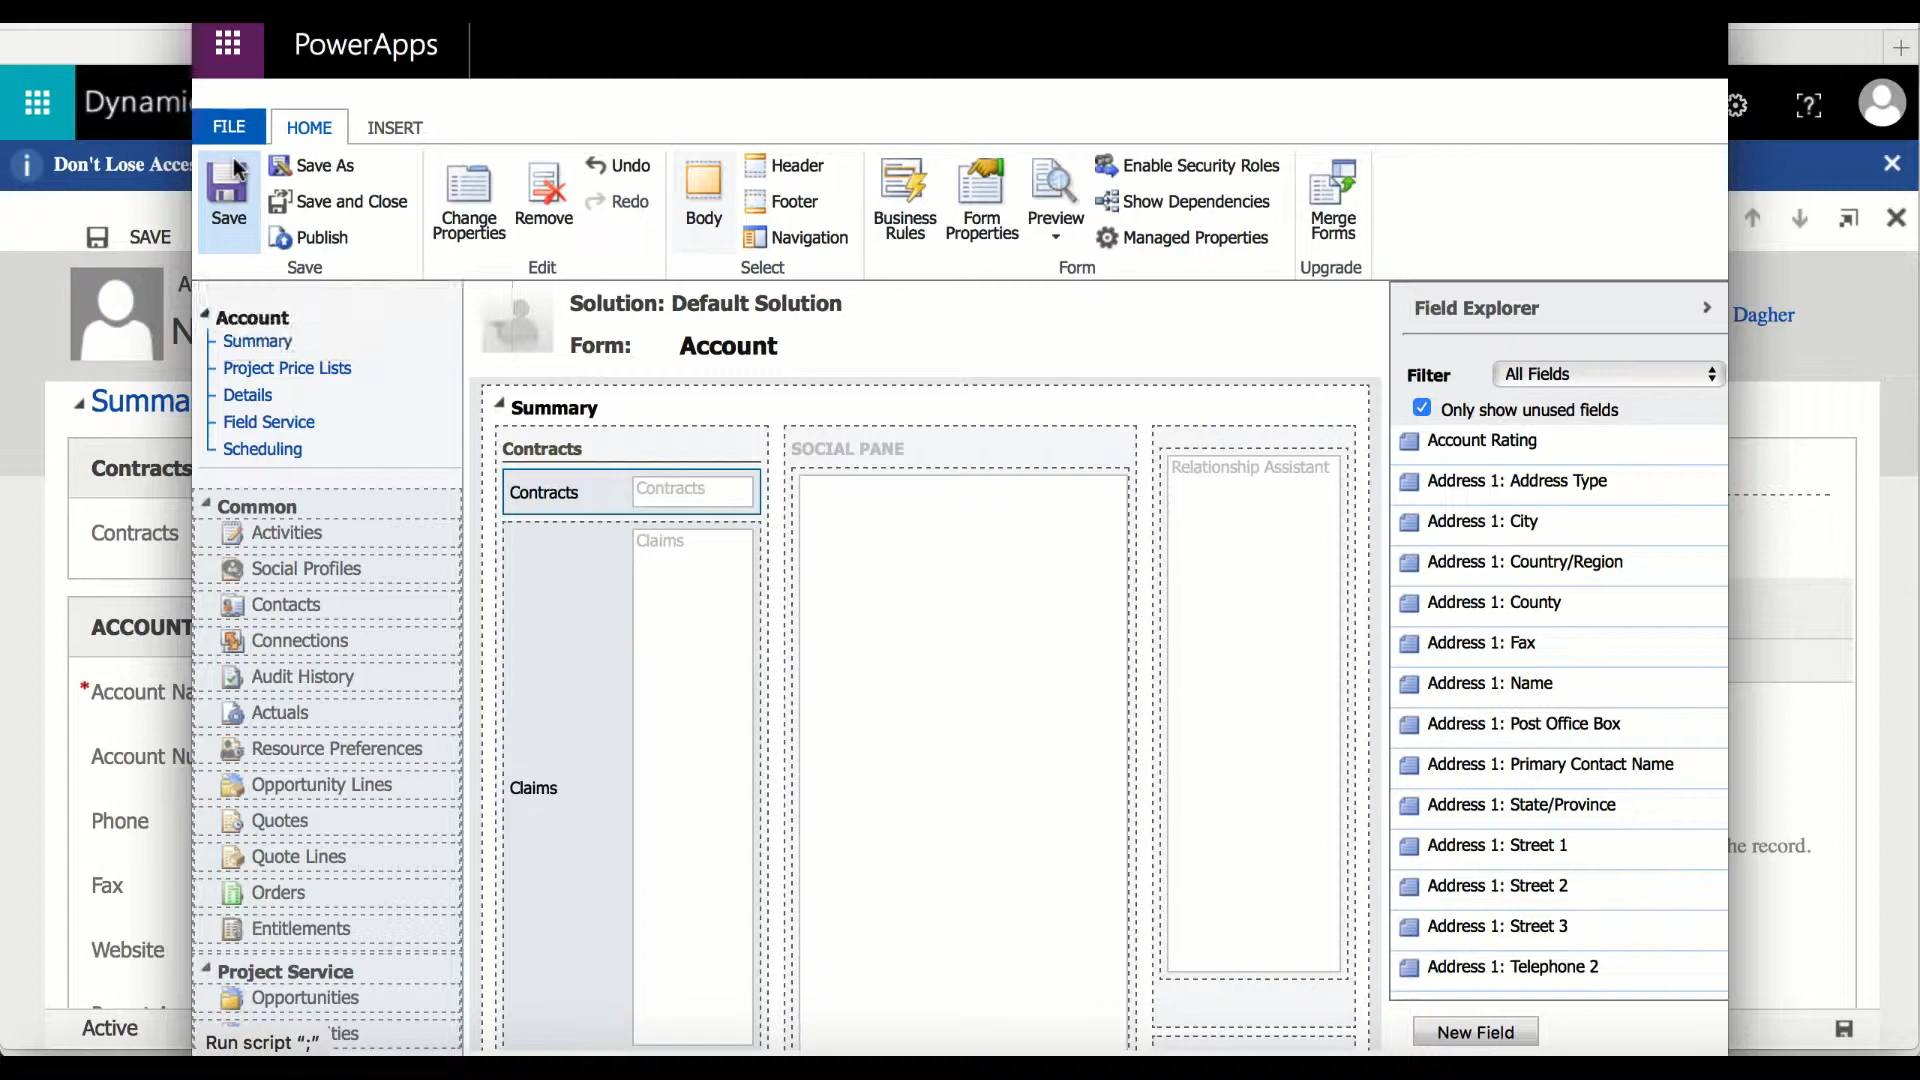 PowerApps
Dynami
Don't Lose Acces
SAVE
FILE
HOME
INSERT
Save
Save As
Save and Close
Publish
Save
Change
Properties
Remove
Undo
Redo
Edit
Body
Header
Footer
Navigation
Select
Business
Rules
Form
Properties
Preview
Enable Security Roles
Show Dependencies
Managed Properties
Form
Merge
Forms
Upgrade
Dagher
Summa
Contracts
Contracts
ACCOUNT
*Account Na
Account Nu
Phone
Fax
Website
Active
he record.
Account
Summary
Project Price Lists
Details
Field Service
Scheduling
Common
Activities
Social Profiles
Contacts
Connections
Audit History
Actuals
Resource Preferences
Opportunity Lines
Quotes
Quote Lines
Orders
Entitlements
Project Service
Opportunities
ties
Run script “;”
Solution: Default Solution
Form: Account
Summary
Contracts
Contracts
Contracts
Claims
Claims
SOCIAL PANE
Relationship Assistant
Field Explorer
Filter
All Fields
Only show unused fields
Account Rating
Address 1: Address Type
Address 1: City
Address 1: Country/Region
Address 1: County
Address 1: Fax
Address 1: Name
Address 1: Post Office Box
Address 1: Primary Contact Name
Address 1: State/Province
Address 1: Street 1
Address 1: Street 2
Address 1: Street 3
Address 1: Telephone 2
New Field